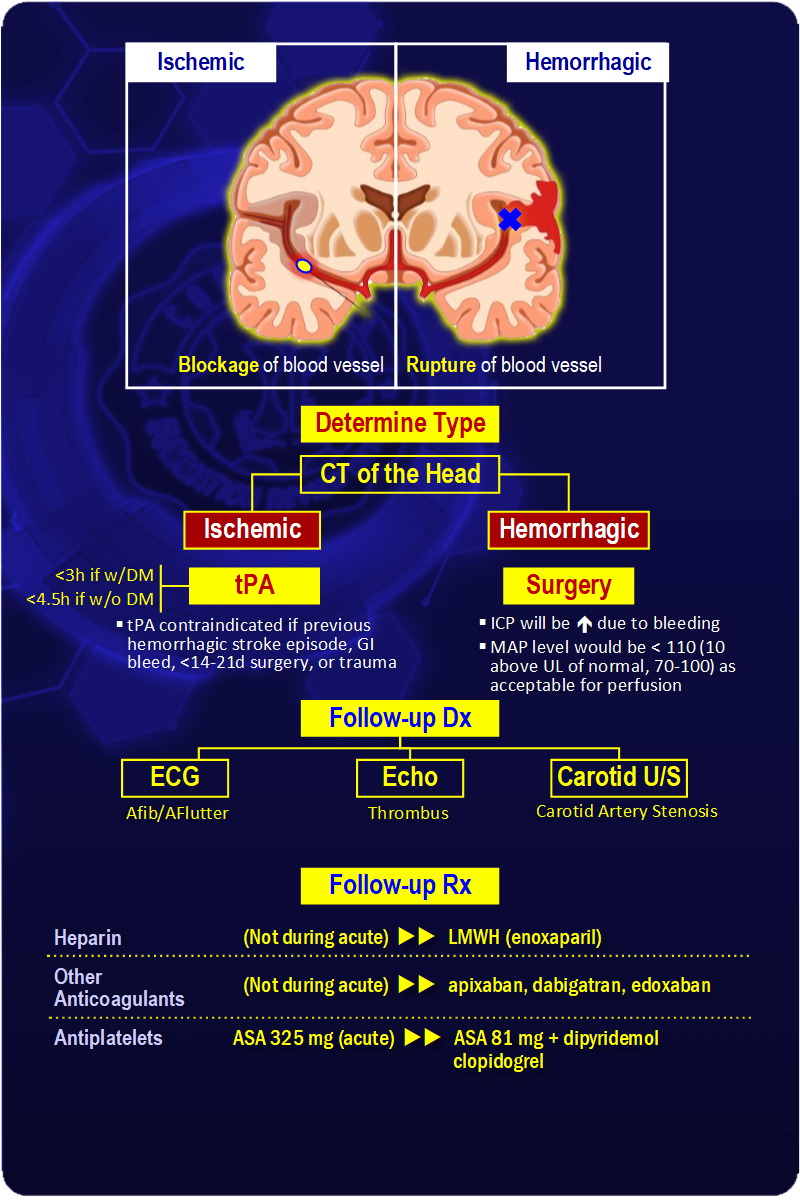 Ischemic
Hemorrhagic
Blockage of blood vessel
Rupture of blood vessel
Determine Type
CT of the Head
Ischemic
Hemorrhagic
<3h if w/DM
<4.5h if w/o DM
tPA
Surgery
▪ tPA contraindicated if previous
hemorrhagic stroke episode, GI
bleed, <14-21d surgery, or trauma
▪ ICP will be ↑ due to bleeding
▪ MAP level would be < 110 (10
above UL of normal, 70-100) as
acceptable for perfusion
Follow-up Dx
ECG
Echo
Carotid U/S
Afib/AFlutter
Thrombus
Carotid Artery Stenosis
Follow-up Rx
Heparin (Not during acute) ►► LMWH (enoxaparil)
Other
Anticoagulants (Not during acute) ►► apixaban, dabigatran, edoxaban
Antiplatelets ASA 325 mg (acute) ►► ASA 81 mg + dipyridemol
clopidogrel